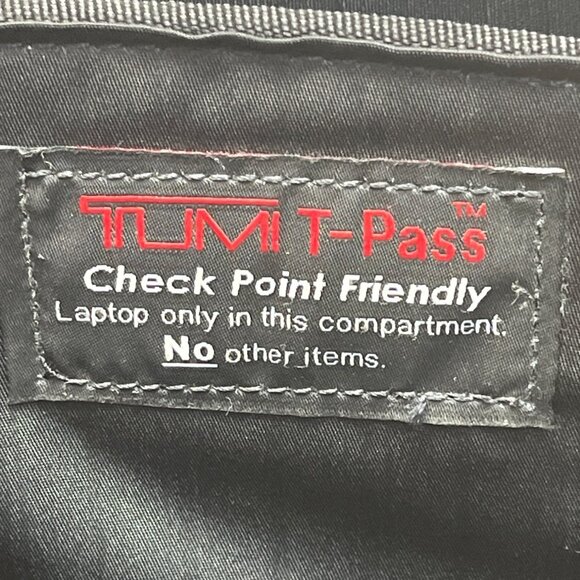 TUMI T-Pass™
Check Point Friendly
Laptop only in this compartment.
No other items.